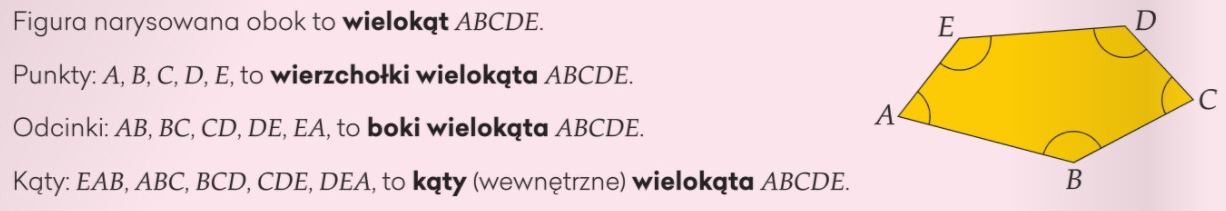 Figura narysowana obok to wielokąt ABCDE.
Punkty: A, B, C, D, E, to wierzchołki wielokąta ABCDE.
Odcinki: AB, BC, CD, DE, EA, to boki wielokąta ABCDE.
Kąty: EAB, ABC, BCD, CDE, DEA, to kąty (wewnętrzne) wielokąta ABCDE.
E
D
C
A
B